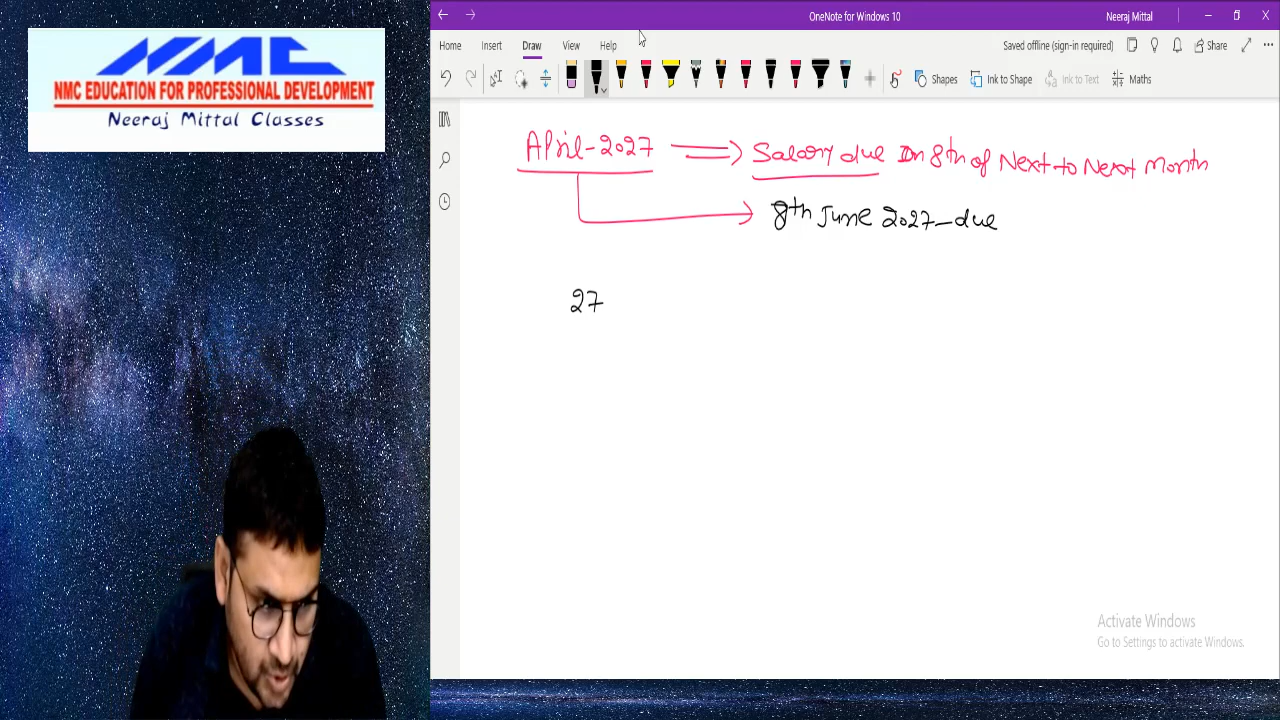 OneNote for Windows 10
Neeraj Mittal
NMC
NMC EDUCATION FOR PROFESSIONAL DEVELOPMENT
Neeraj Mittal Classes
Home Insert Draw View Help
Saved offline (sign-in required) Share
Shapes Ink to Shape Ink to Text Maths
April-2027 => Salary due on 8th of Next to Next Month
8th June 2027-due
27
Activate Windows
Go to Settings to activate Windows.